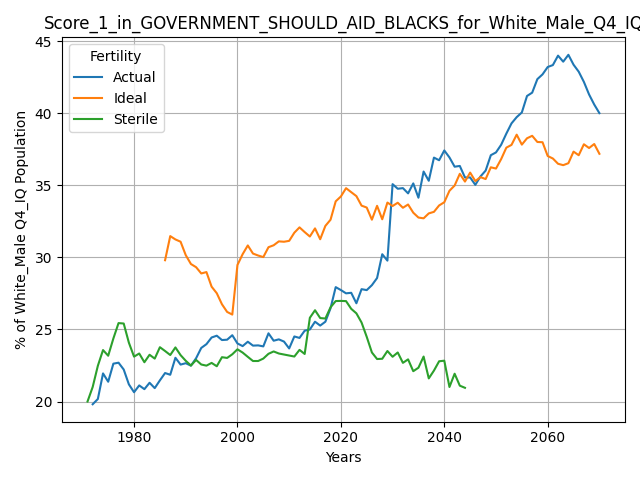 Score_1_in_GOVERNMENT_SHOULD_AID_BLACKS_for_White_Male_Q4_IQ
45
40
35
30
25
20
% of White_Male Q4_IQ Population
Fertility
Actual
Ideal
Sterile
1980 2000 2020 2040 2060
Years